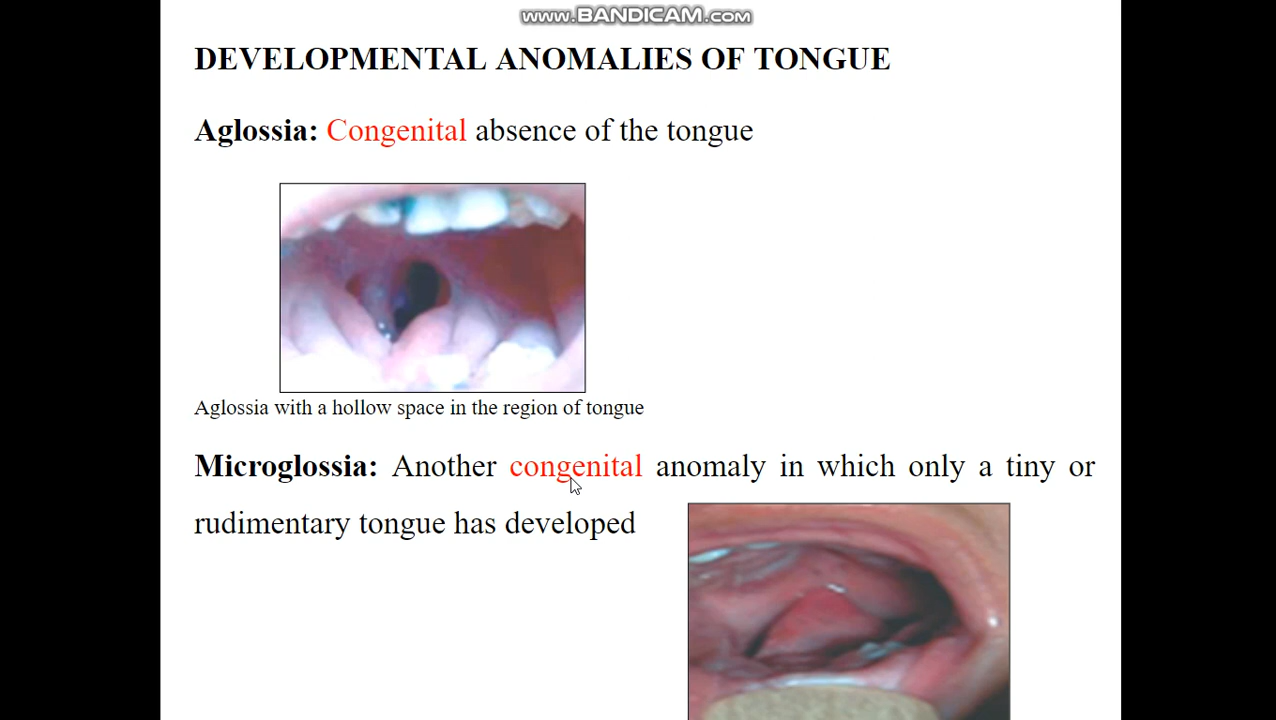 WWW.BANDICAM.COM
DEVELOPMENTAL ANOMALIES OF TONGUE
Aglossia: Congenital absence of the tongue
Aglossia with a hollow space in the region of tongue
Microglossia: Another congenital anomaly in which only a tiny or
rudimentary tongue has developed